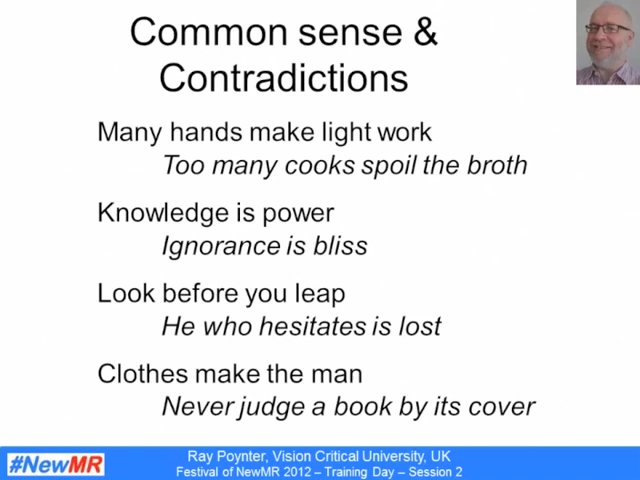 Common sense &
Contradictions
Many hands make light work
Too many cooks spoil the broth
Knowledge is power
Ignorance is bliss
Look before you leap
He who hesitates is lost
Clothes make the man
Never judge a book by its cover
#NewMR
Ray Poynter, Vision Critical University, UK
Festival of NewMR 2012 – Training Day – Session 2